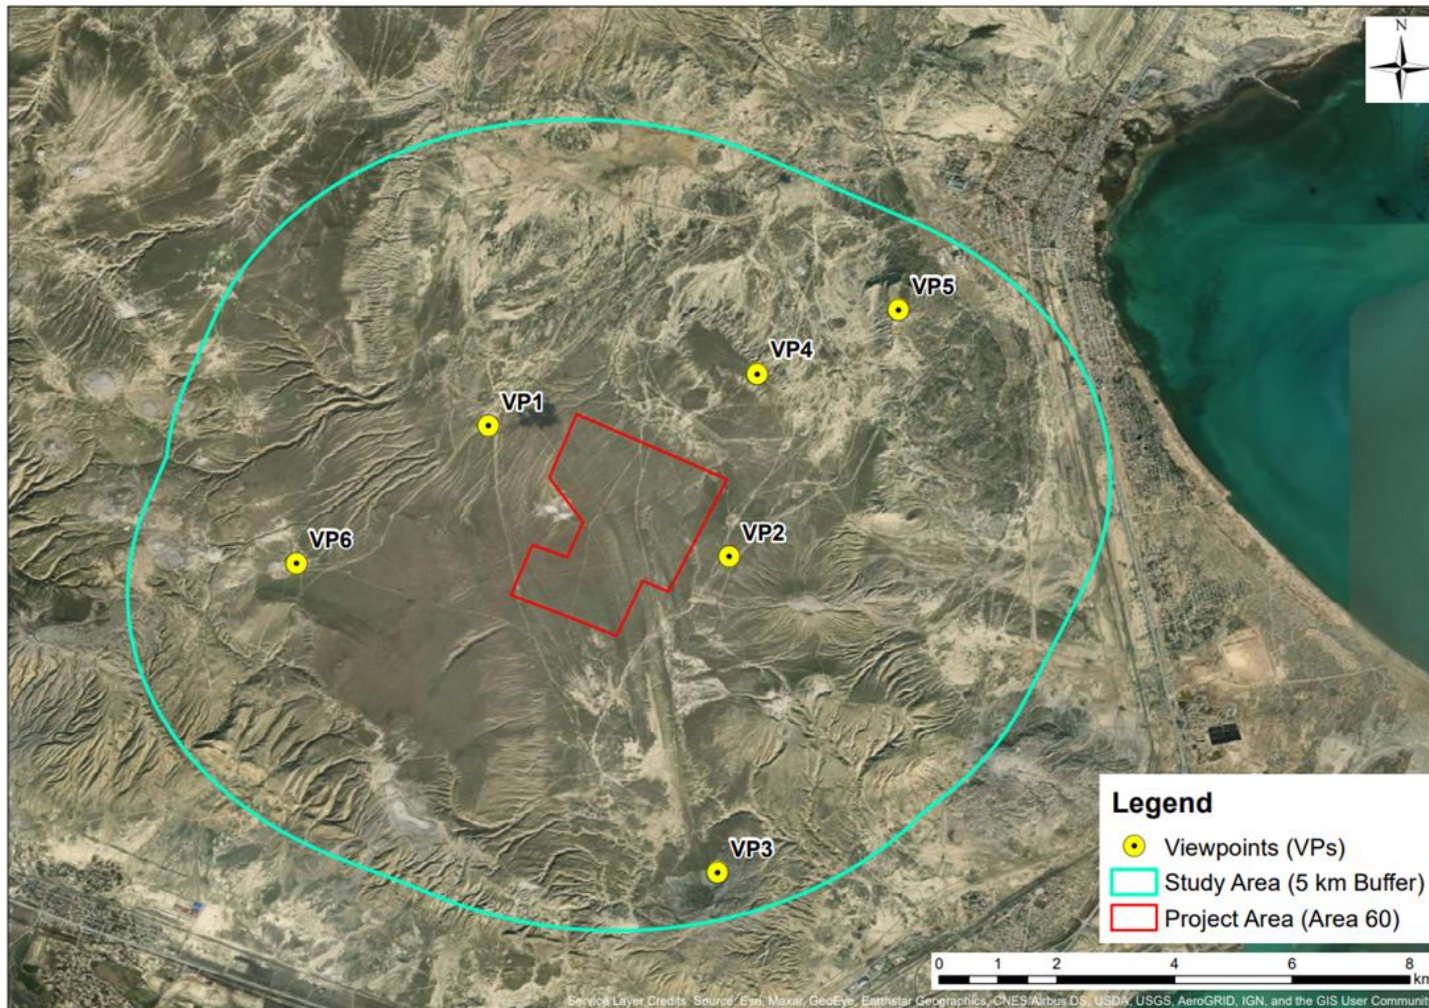 N
VP5
VP4
VP1
VP2
VP6
VP3
Legend
Viewpoints (VPs)
Study Area (5 km Buffer)
Project Area (Area 60)
0 1 2 4 6 8
km
Service Layer Credits: Source: Esri, Maxar, GeoEye, Earthstar Geographics, CNES/Airbus DS, USDA, USGS, AeroGRID, IGN, and the GIS User Community